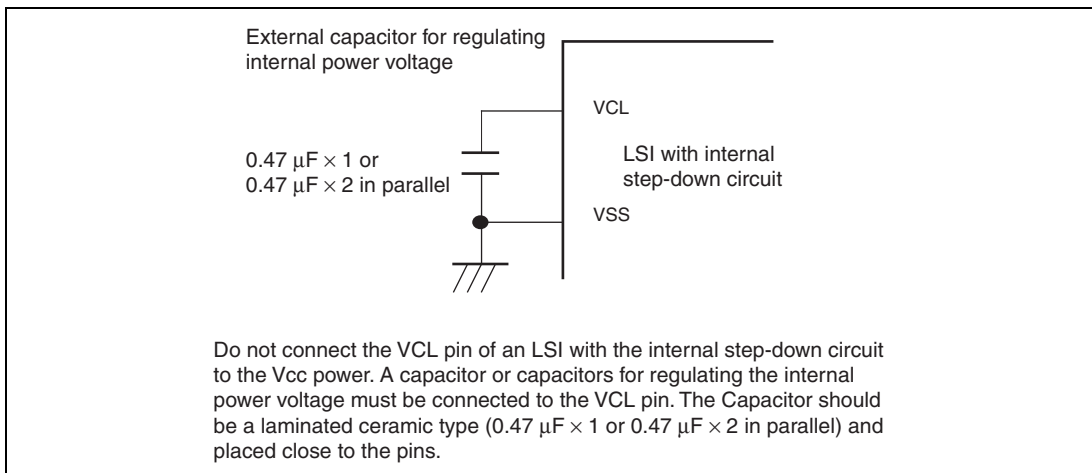 External capacitor for regulating
internal power voltage
VCL
0.47 μF × 1 or
0.47 μF × 2 in parallel
LSI with internal
step-down circuit
VSS
Do not connect the VCL pin of an LSI with the internal step-down circuit
to the Vcc power. A capacitor or capacitors for regulating the internal
power voltage must be connected to the VCL pin. The Capacitor should
be a laminated ceramic type (0.47 μF × 1 or 0.47 μF × 2 in parallel) and
placed close to the pins.